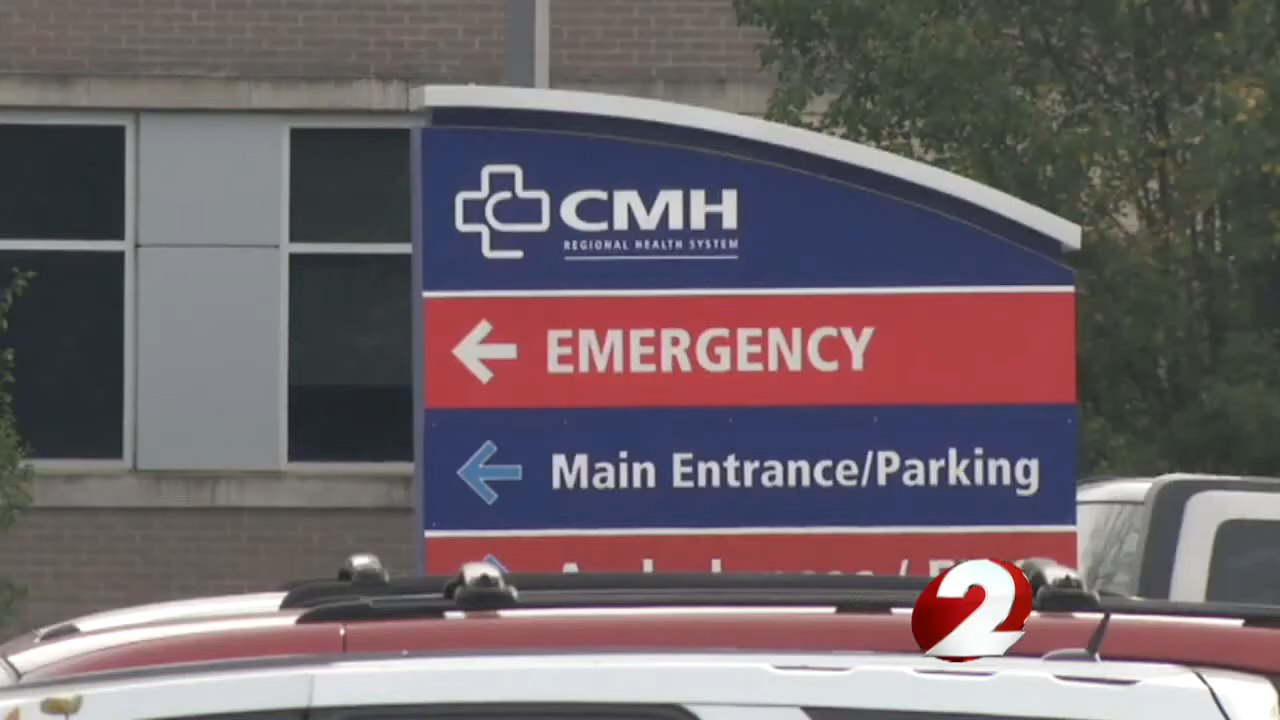 CMH
REGIONAL HEALTH SYSTEM
EMERGENCY
Main Entrance/Parking
2